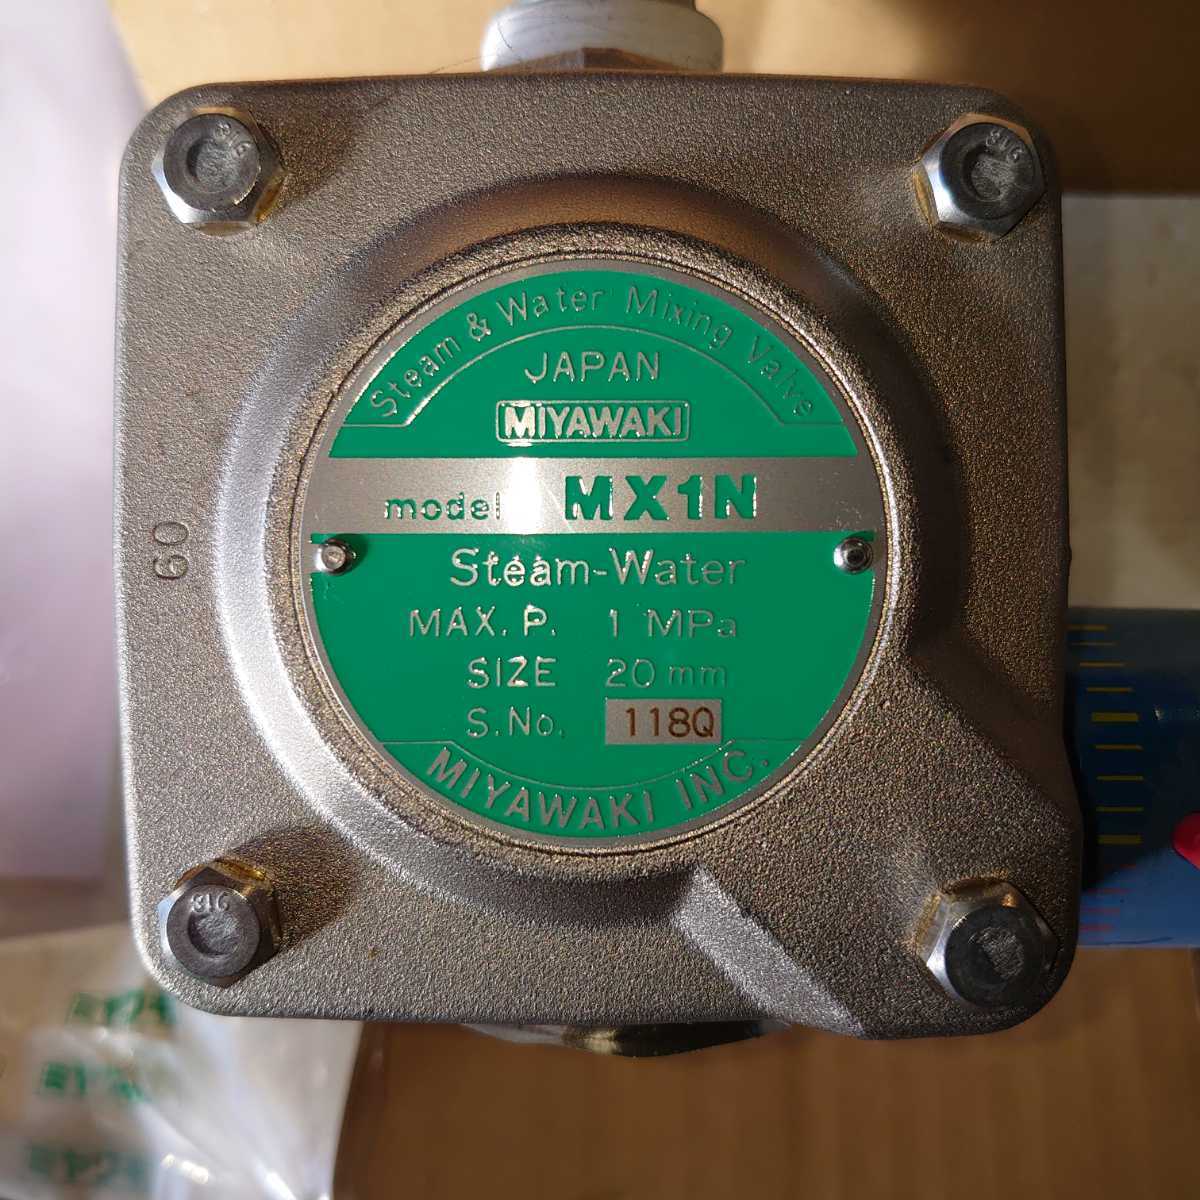 316
316
Steam & Water Mixing Valve
JAPAN
MIYAWAKI
model MX1N
60
Steam-Water
MAX. P. 1 MPa
SIZE 20 mm
S.No. 118Q
MIYAWAKI INC.
316